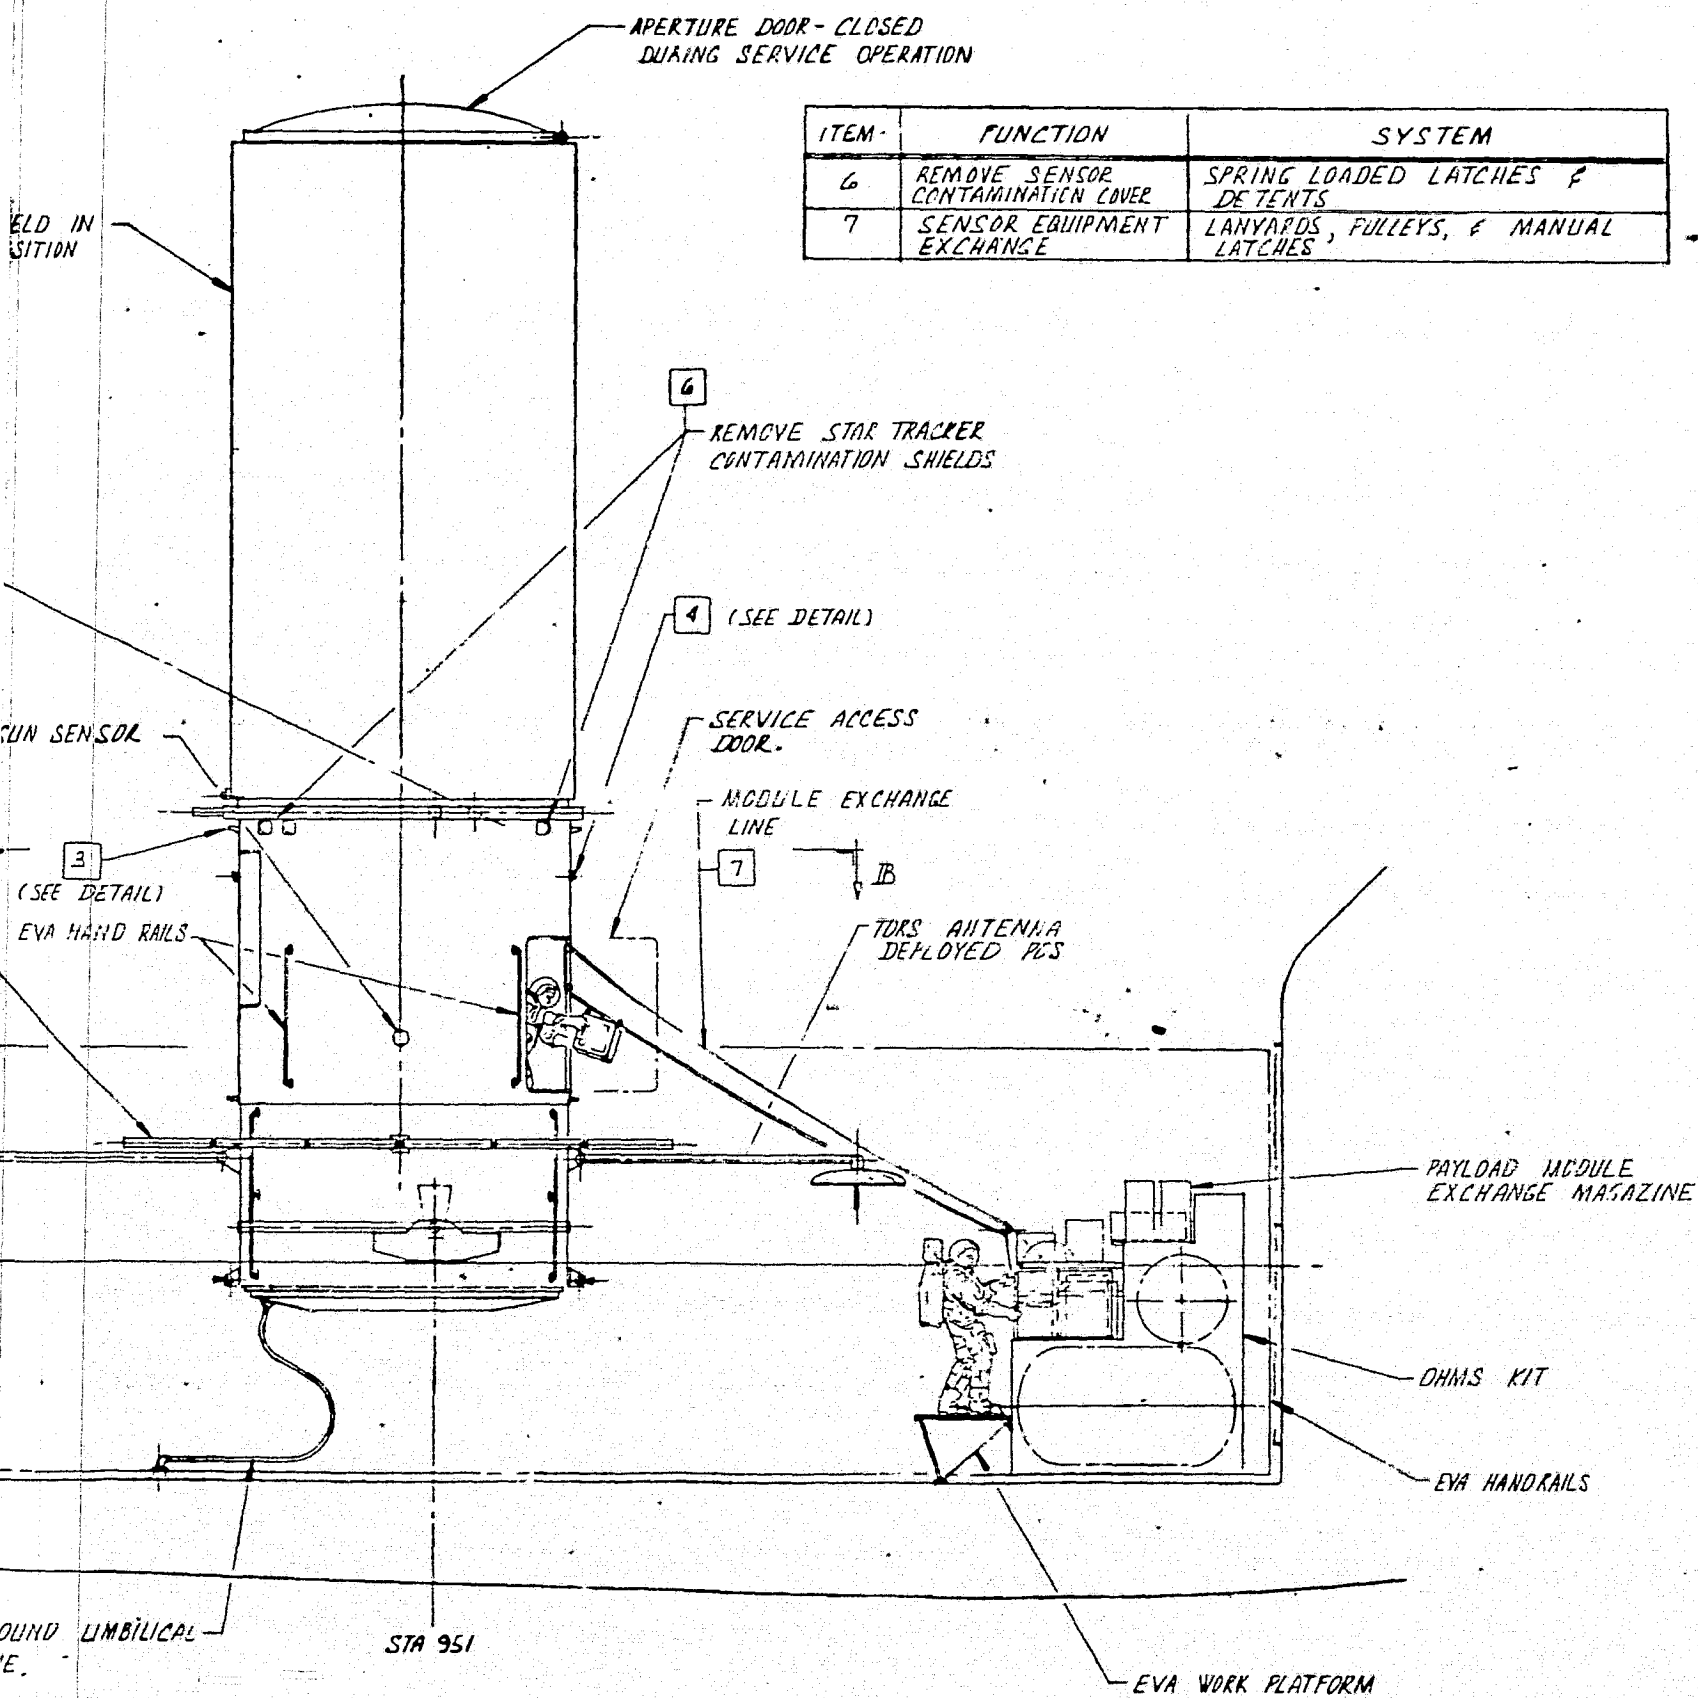 APERTURE DOOR - CLOSED
DURING SERVICE OPERATION
ITEM. FUNCTION SYSTEM
6 REMOVE SENSOR CONTAMINATION COVER SPRING LOADED LATCHES & DETENTS
7 SENSOR EQUIPMENT EXCHANGE LANYARDS, PULLEYS, & MANUAL LATCHES
ELD IN
SITION
6
REMOVE STAR TRACKER
CONTAMINATION SHIELDS
4 (SEE DETAIL)
SUN SENSOR
SERVICE ACCESS
DOOR.
MODULE EXCHANGE
LINE
7
B
3
(SEE DETAIL)
EVA HAND RAILS
TDRS ANTENNA
DEPLOYED POS
PAYLOAD MODULE
EXCHANGE MAGAZINE
OHMS KIT
EVA HANDRAILS
OUND UMBILICAL
E.
STA 951
EVA WORK PLATFORM